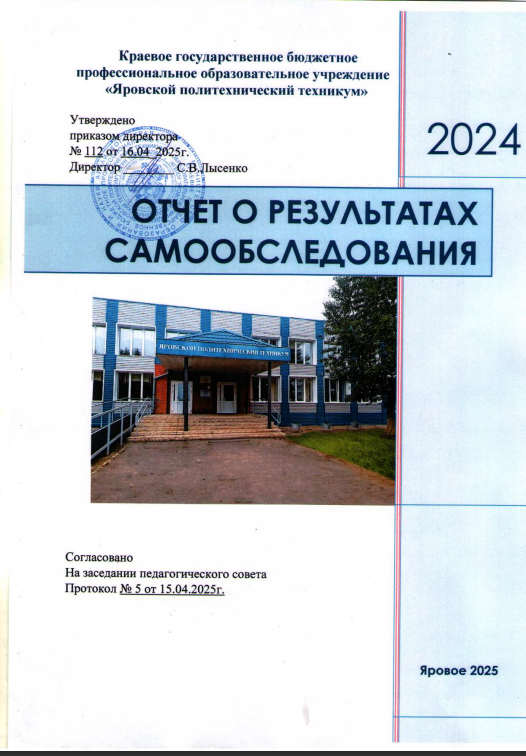 Краевое государственное бюджетное
профессиональное образовательное учреждение
«Яровской политехнический техникум»
Утверждено
приказом директора
№ 112 от 16.04 2025г.
Директор С.В.Лысенко
2024
ОТЧЕТ О РЕЗУЛЬТАТАХ
САМООБСЛЕДОВАНИЯ
ЯРОВСКОЙ ПОЛИТЕХНИЧЕСКИЙ ТЕХНИКУМ
Согласовано
На заседании педагогического совета
Протокол № 5 от 15.04.2025г.
Яровое 2025